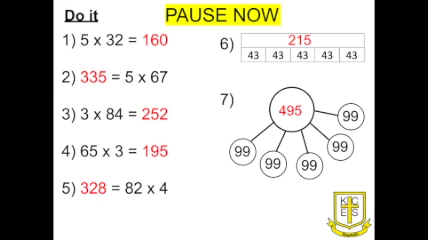 Do it
PAUSE NOW
1) 5 x 32 = 160
2) 335 = 5 x 67
3) 3 x 84 = 252
4) 65 x 3 = 195
5) 328 = 82 x 4
6)
215
43 43 43 43 43
7)
495
99
99
99
99
99
K C
E S